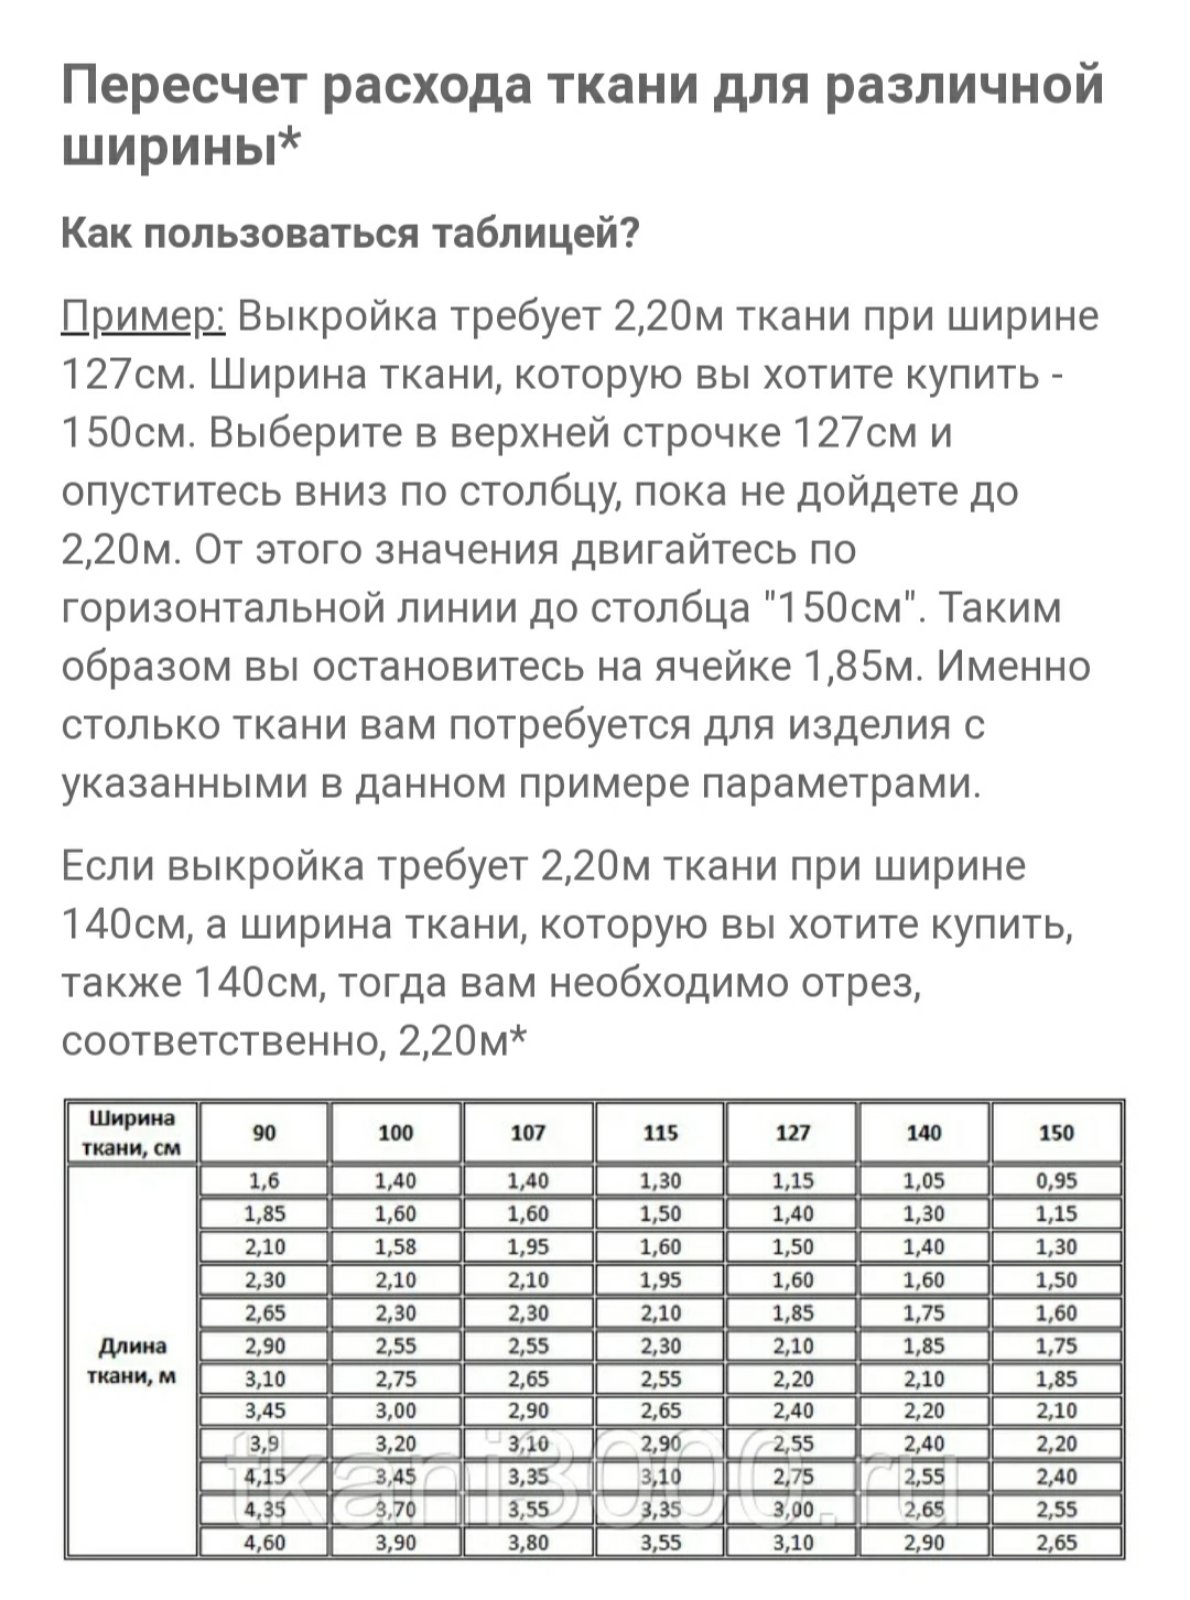 Пересчет расхода ткани для различной
ширины*
Как пользоваться таблицей?
Пример: Выкройка требует 2,20м ткани при ширине
127см. Ширина ткани, которую вы хотите купить -
150см. Выберите в верхней строчке 127см и
опуститесь вниз по столбцу, пока не дойдете до
2,20м. От этого значения двигайтесь по
горизонтальной линии до столбца "150см". Таким
образом вы остановитесь на ячейке 1,85м. Именно
столько ткани вам потребуется для изделия с
указанными в данном примере параметрами.
Если выкройка требует 2,20м ткани при ширине
140см, а ширина ткани, которую вы хотите купить,
также 140см, тогда вам необходимо отрез,
соответственно, 2,20м*
Ширина ткани, см 90 100 107 115 127 140 150
Длина ткани, м
1,6 1,40 1,40 1,30 1,15 1,05 0,95
1,85 1,60 1,60 1,50 1,40 1,30 1,15
2,10 1,58 1,95 1,60 1,50 1,40 1,30
2,30 2,10 2,10 1,95 1,60 1,60 1,50
2,65 2,30 2,30 2,10 1,85 1,75 1,60
2,90 2,55 2,55 2,30 2,10 1,85 1,75
3,10 2,75 2,65 2,55 2,20 2,10 1,85
3,45 3,00 2,90 2,65 2,40 2,20 2,10
3,9 3,20 3,10 2,90 2,55 2,40 2,20
4,15 3,45 3,35 3,10 2,75 2,55 2,40
4,35 3,70 3,55 3,35 3,00 2,65 2,55
4,60 3,90 3,80 3,55 3,10 2,90 2,65
tkani3000.ru